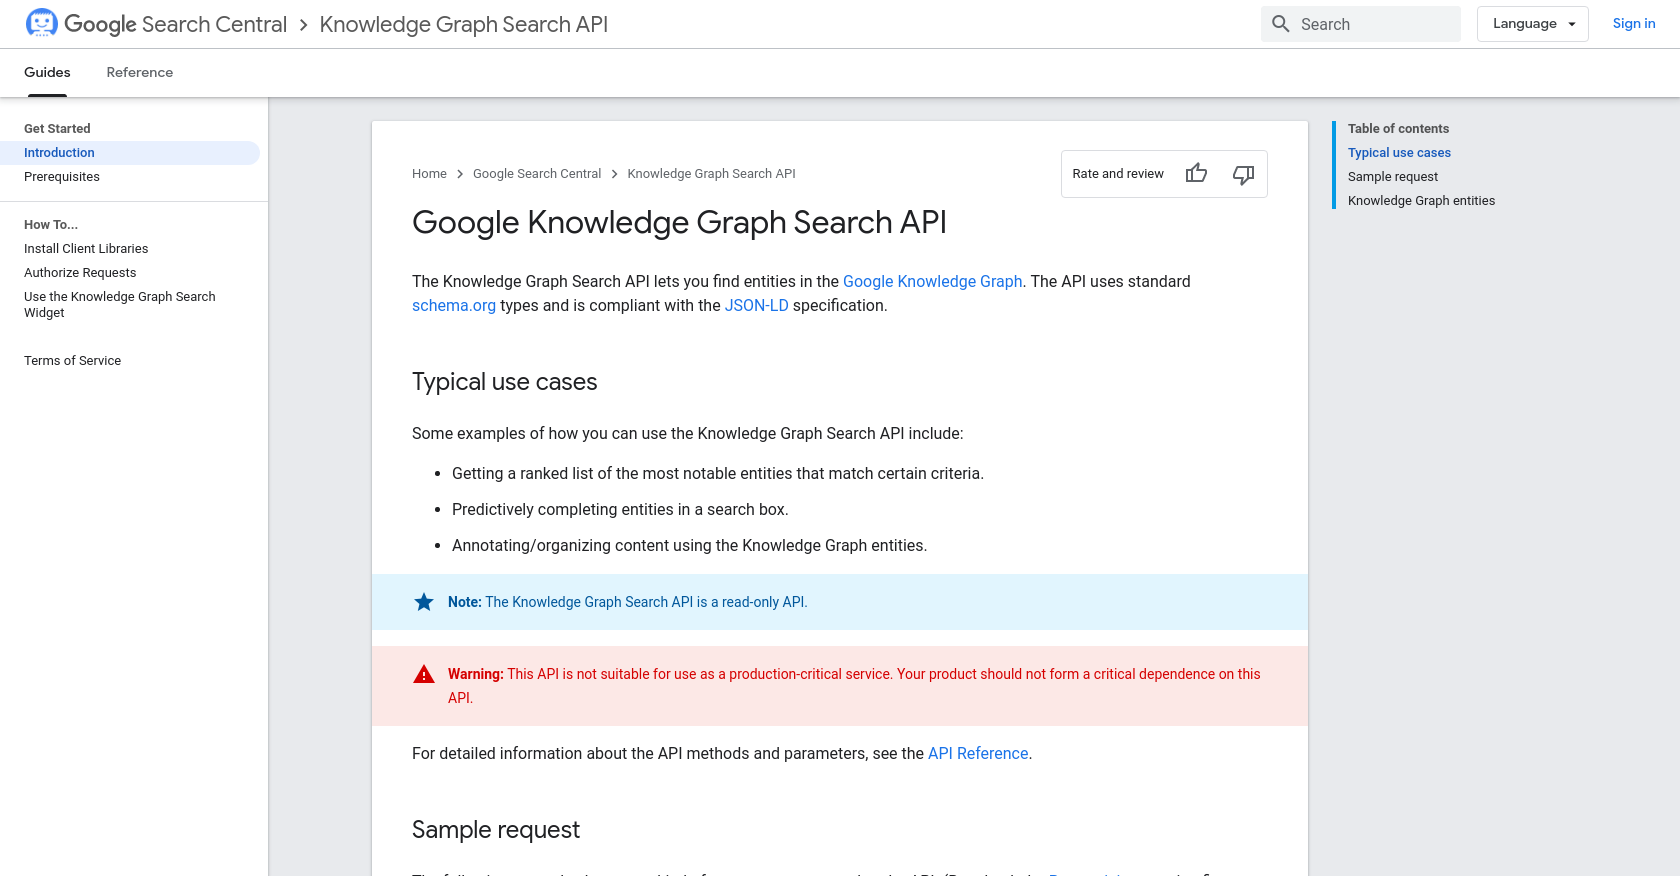 Google Search Central > Knowledge Graph Search API
Search
Language
Sign in
Guides
Reference
Get Started
Introduction
Prerequisites
How To...
Install Client Libraries
Authorize Requests
Use the Knowledge Graph Search
Widget
Terms of Service
Home > Google Search Central > Knowledge Graph Search API
Rate and review
Google Knowledge Graph Search API
The Knowledge Graph Search API lets you find entities in the Google Knowledge Graph. The API uses standard
schema.org types and is compliant with the JSON-LD specification.
Typical use cases
Some examples of how you can use the Knowledge Graph Search API include:
• Getting a ranked list of the most notable entities that match certain criteria.
• Predictively completing entities in a search box.
• Annotating/organizing content using the Knowledge Graph entities.
Note: The Knowledge Graph Search API is a read-only API.
Warning: This API is not suitable for use as a production-critical service. Your product should not form a critical dependence on this
API.
For detailed information about the API methods and parameters, see the API Reference.
Sample request
Table of contents
Typical use cases
Sample request
Knowledge Graph entities